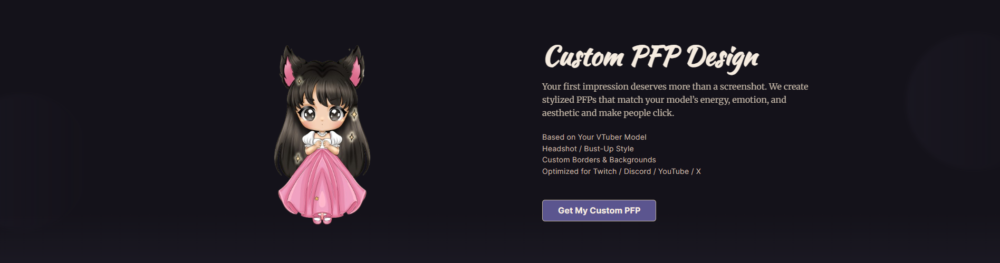 Custom PFP Design
Your first impression deserves more than a screenshot. We create
stylized PFPs that match your model’s energy, emotion, and
aesthetic and make people click.
Based on Your VTuber Model
Headshot / Bust-Up Style
Custom Borders & Backgrounds
Optimized for Twitch / Discord / YouTube / X
Get My Custom PFP